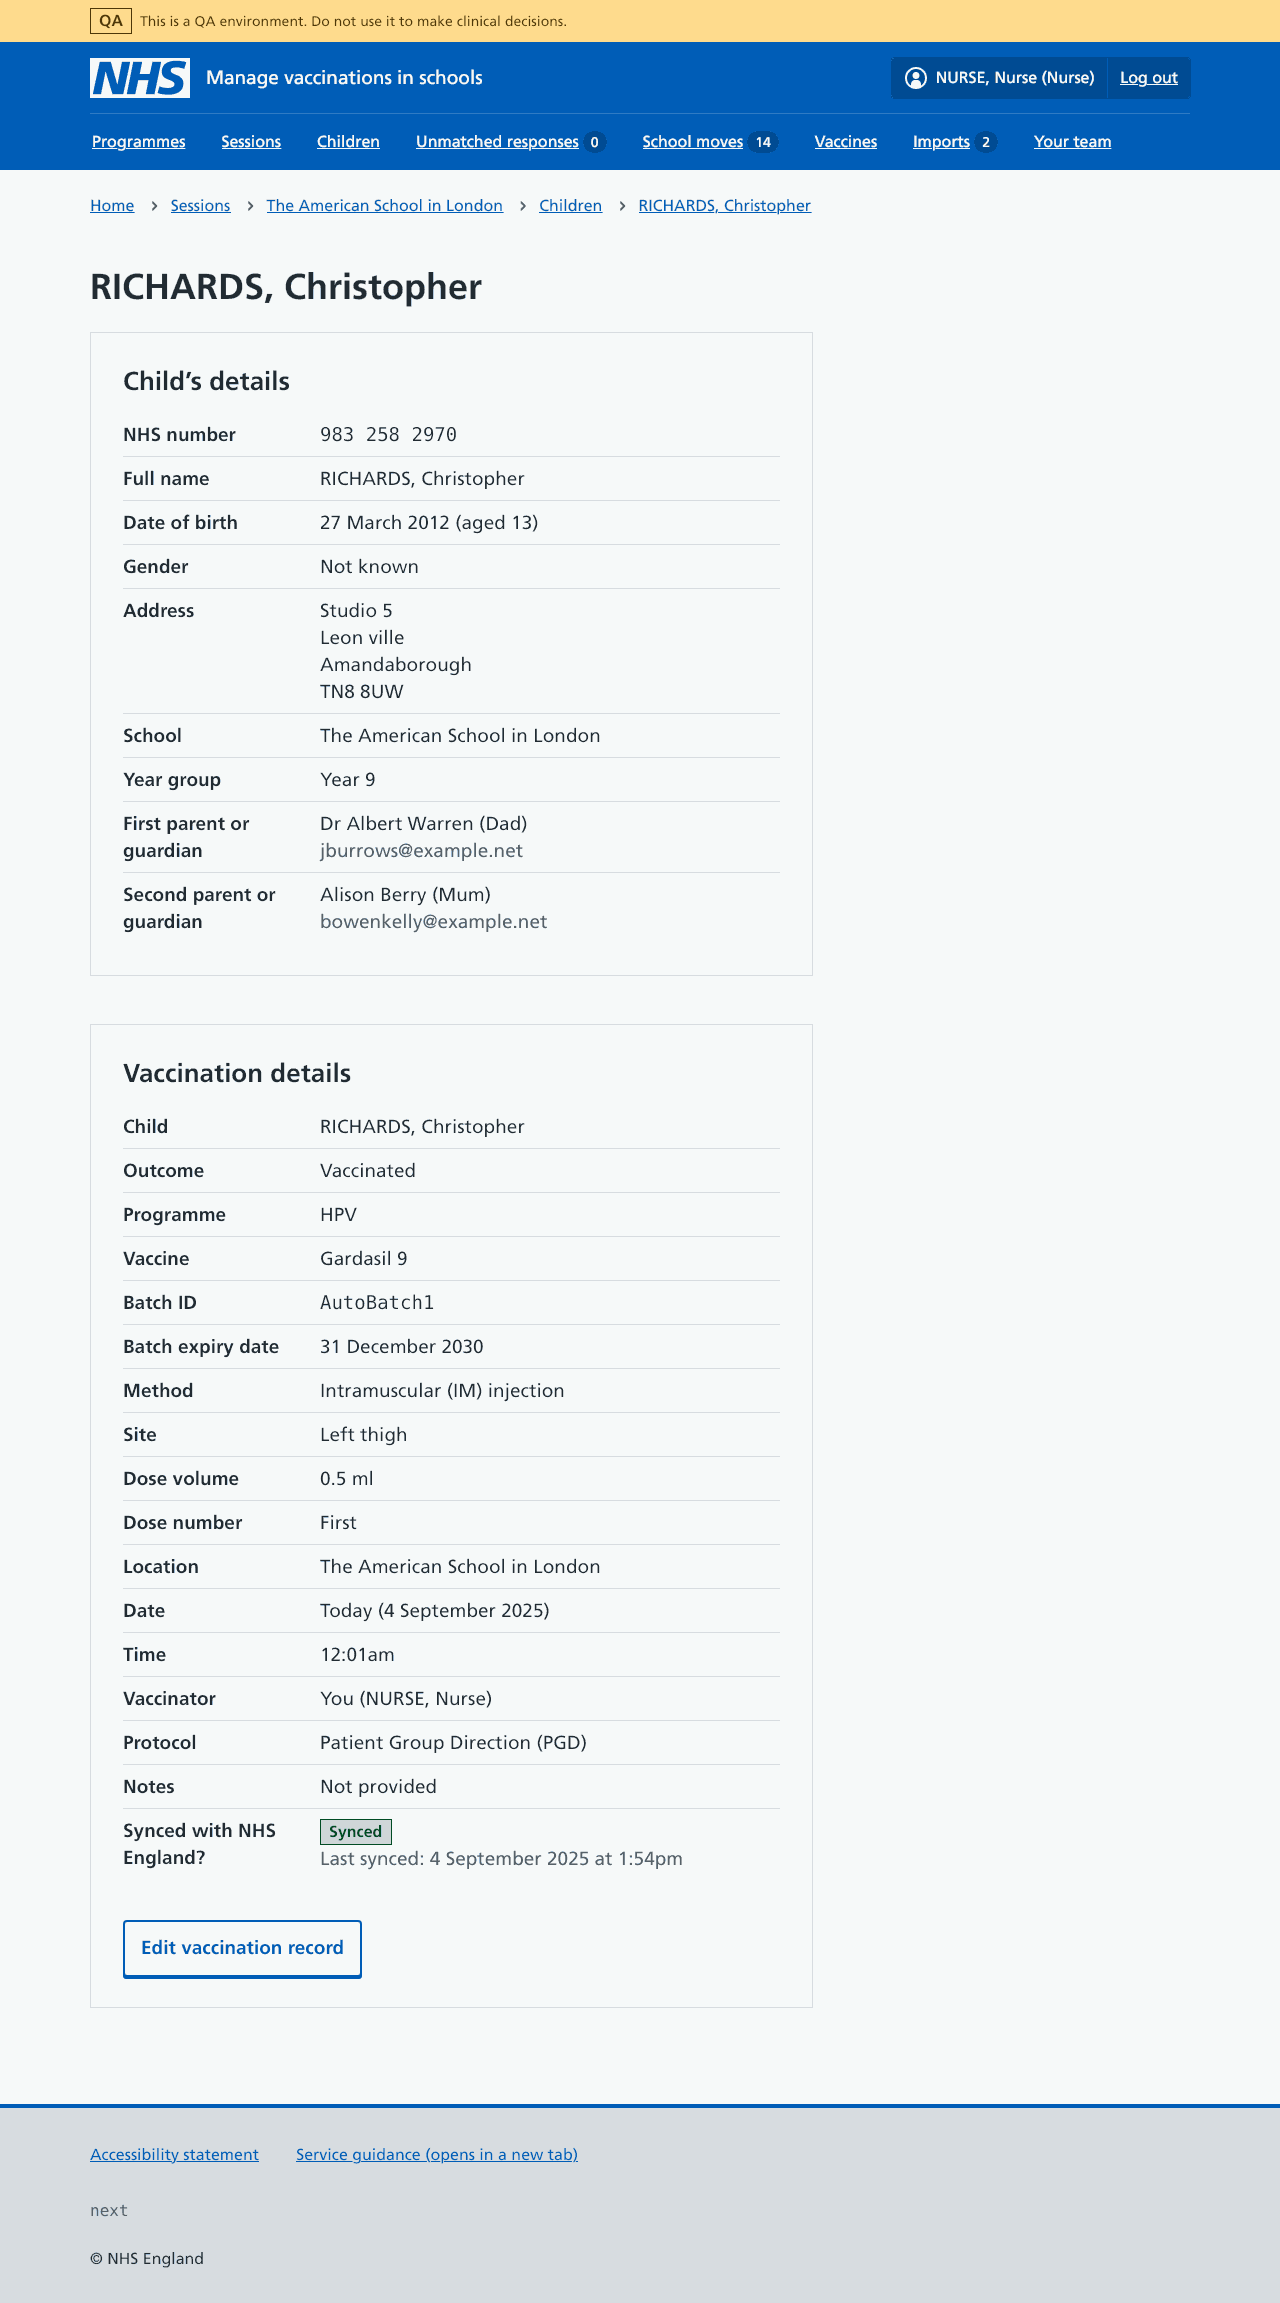 QA This is a QA environment. Do not use it to make clinical decisions.
NHS Manage vaccinations in schools NURSE, Nurse (Nurse) Log out
Programmes Sessions Children Unmatched responses 0 School moves 14 Vaccines Imports 2 Your team
Home Sessions The American School in London Children RICHARDS, Christopher
RICHARDS, Christopher
Child’s details
NHS number 983 258 2970
Full name RICHARDS, Christopher
Date of birth 27 March 2012 (aged 13)
Gender Not known
Address Studio 5
Leon ville
Amandaborough
TN8 8UW
School The American School in London
Year group Year 9
First parent or Dr Albert Warren (Dad)
guardian jburrows@example.net
Second parent or Alison Berry (Mum)
guardian bowenkelly@example.net
Vaccination details
Child RICHARDS, Christopher
Outcome Vaccinated
Programme HPV
Vaccine Gardasil 9
Batch ID AutoBatch1
Batch expiry date 31 December 2030
Method Intramuscular (IM) injection
Site Left thigh
Dose volume 0.5 ml
Dose number First
Location The American School in London
Date Today (4 September 2025)
Time 12:01am
Vaccinator You (NURSE, Nurse)
Protocol Patient Group Direction (PGD)
Notes Not provided
Synced with NHS Synced
England? Last synced: 4 September 2025 at 1:54pm
Edit vaccination record
Accessibility statement Service guidance (opens in a new tab)
next
© NHS England